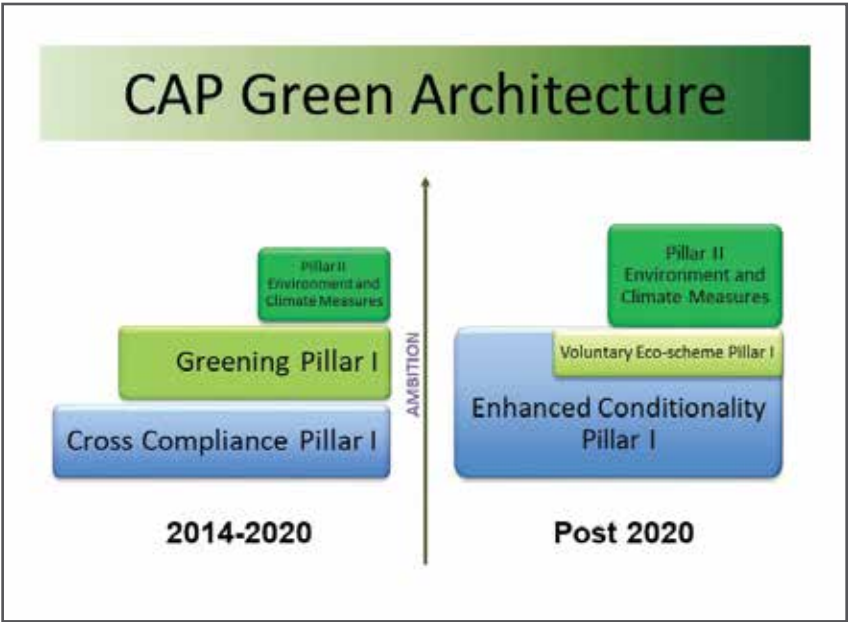 CAP Green Architecture
Pillar II
Environment and
Climate Measures
Greening Pillar I
Cross Compliance Pillar I
2014-2020
AMBITION
Pillar II
Environment and
Climate Measures
Voluntary Eco-scheme Pillar I
Enhanced Conditionality
Pillar I
Post 2020